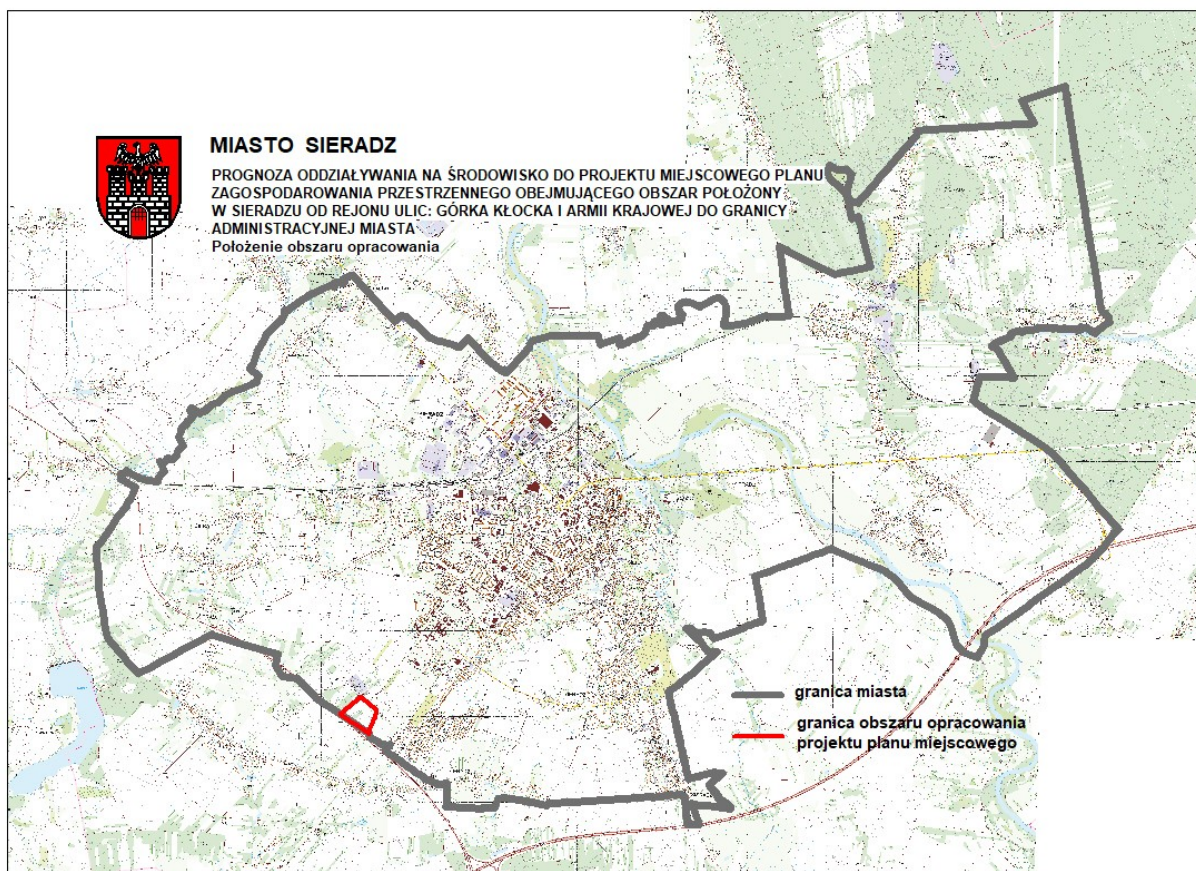 MIASTO SIERADZ
PROGNOZA ODDZIAŁYWANIA NA ŚRODOWISKO DO PROJEKTU MIEJSCOWEGO PLANU
ZAGOSPODAROWANIA PRZESTRZENNEGO OBEJMUJĄCEGO OBSZAR POŁOŻONY
W SIERADZU OD REJONU ULIC: GÓRKA KŁOCKA I ARMII KRAJOWEJ DO GRANICY
ADMINISTRACYJNEJ MIASTA
Położenie obszaru opracowania
granica miasta
granica obszaru opracowania
projektu planu miejscowego